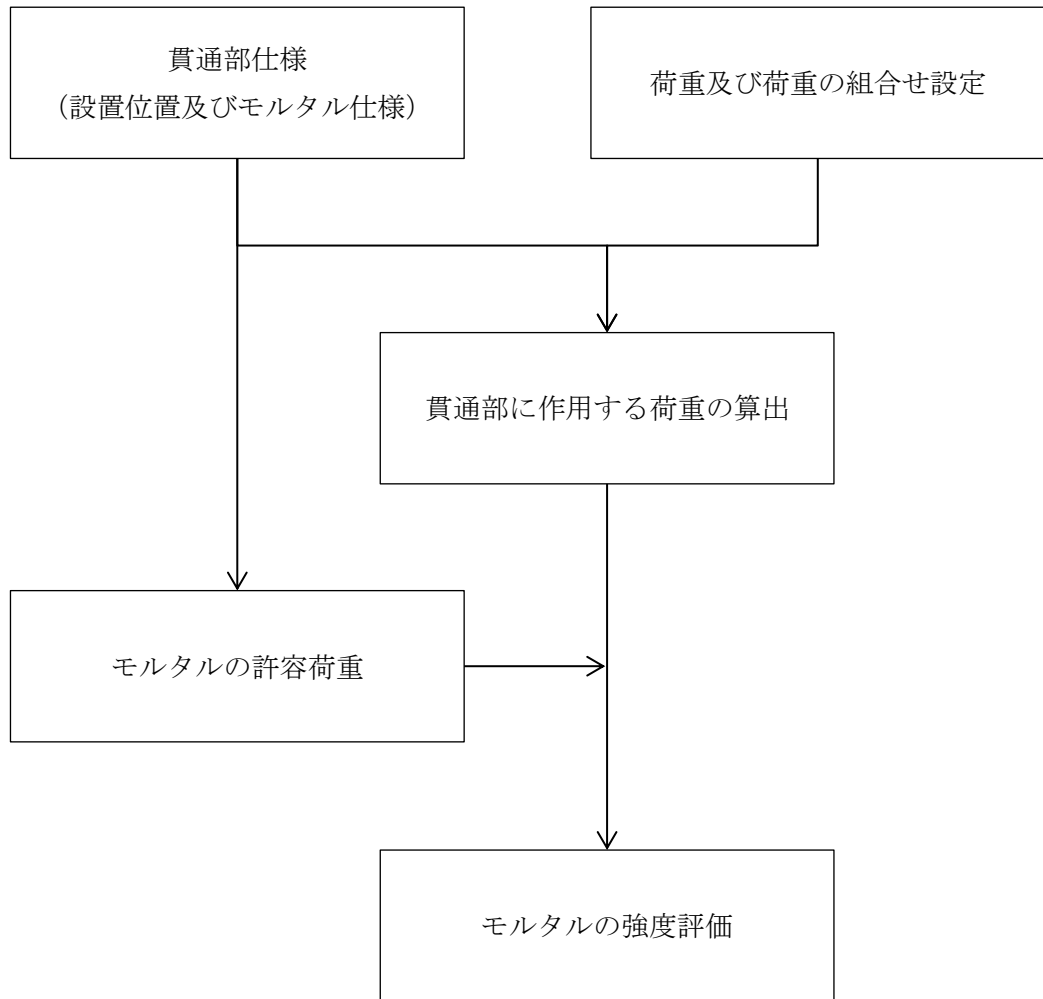 貫通部仕様
（設置位置及びモルタル仕様）
荷重及び荷重の組合せ設定
貫通部に作用する荷重の算出
モルタルの許容荷重
モルタルの強度評価